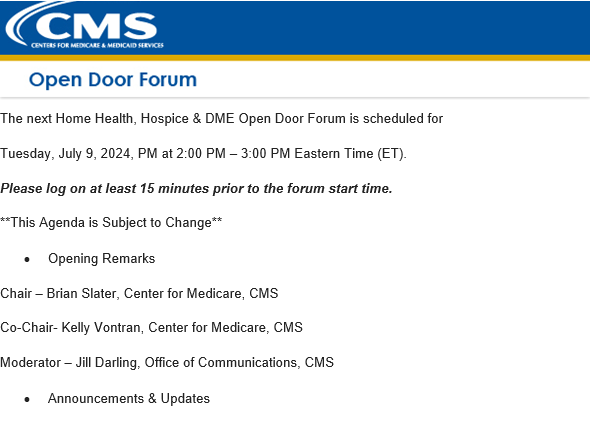 CMS
CENTERS FOR MEDICARE & MEDICAID SERVICES
Open Door Forum
The next Home Health, Hospice & DME Open Door Forum is scheduled for
Tuesday, July 9, 2024, PM at 2:00 PM – 3:00 PM Eastern Time (ET).
Please log on at least 15 minutes prior to the forum start time.
**This Agenda is Subject to Change**
• Opening Remarks
Chair – Brian Slater, Center for Medicare, CMS
Co-Chair- Kelly Vontran, Center for Medicare, CMS
Moderator – Jill Darling, Office of Communications, CMS
• Announcements & Updates